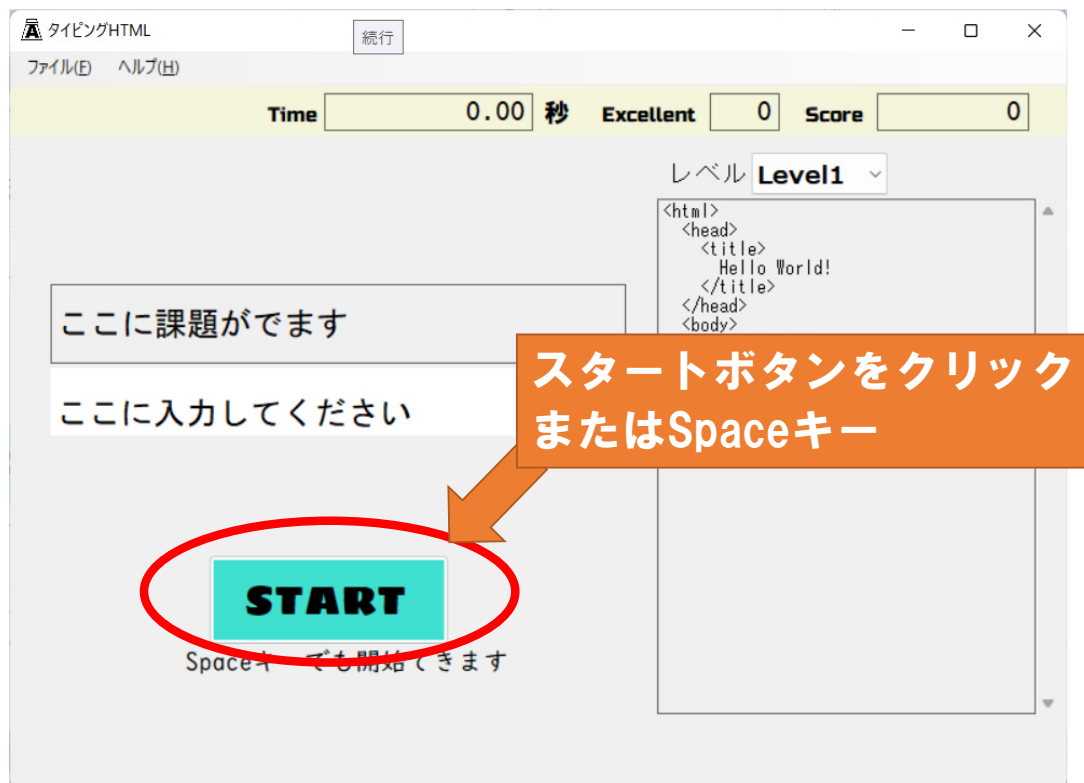 タイピングHTML
続行
ファイル(F) ヘルプ(H)
Time 0.00 秒 Excellent 0 Score 0
レベル Level1
<html>
<head>
<title>
Hello World!
</title>
</head>
<body>
ここに課題がでます
ここに入力してください
スタートボタンをクリック
またはSpaceキー
START
Spaceキーでも開始できます